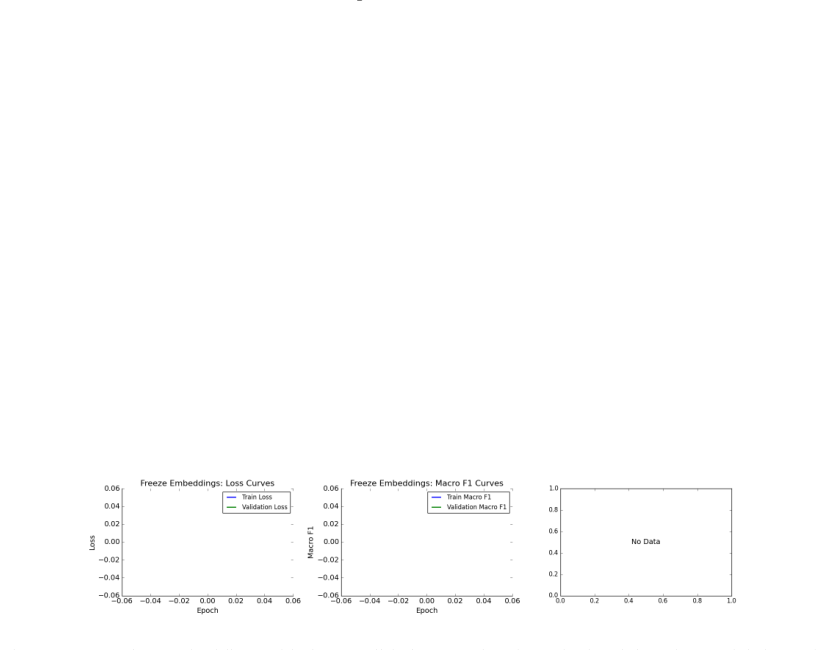 Freeze Embeddings: Loss Curves
0.06
0.04
0.02
0.00
−0.02
−0.04
−0.06
Loss
Train Loss
Validation Loss
−0.06 −0.04 −0.02 0.00 0.02 0.04 0.06
Epoch
Freeze Embeddings: Macro F1 Curves
0.06
0.04
0.02
0.00
−0.02
−0.04
−0.06
Macro F1
Train Macro F1
Validation Macro F1
−0.06 −0.04 −0.02 0.00 0.02 0.04 0.06
Epoch
1.0
0.8
0.6
0.4
0.2
0.0
No Data
0.0 0.2 0.4 0.6 0.8 1.0